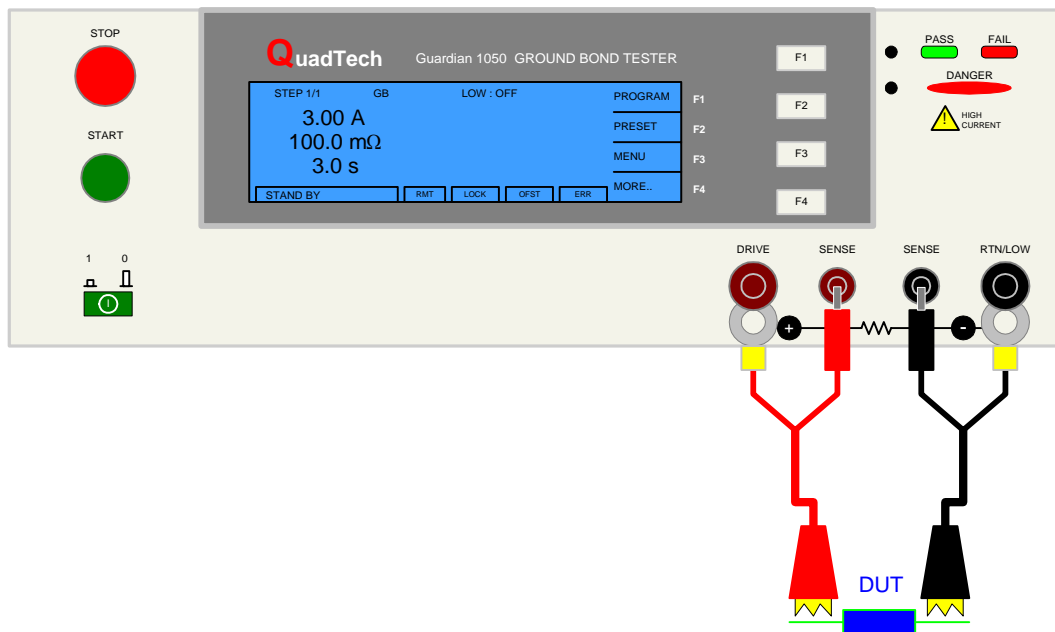 STOP
START
1 0
QuadTech Guardian 1050 GROUND BOND TESTER
STEP 1/1 GB LOW : OFF
3.00 A
100.0 mΩ
3.0 s
STAND BY RMT LOCK OFST ERR
PROGRAM F1
PRESET F2
MENU F3
MORE.. F4
F1
F2
F3
F4
PASS FAIL
DANGER
! HIGH
CURRENT
DRIVE SENSE SENSE RTN/LOW
+ -
DUT